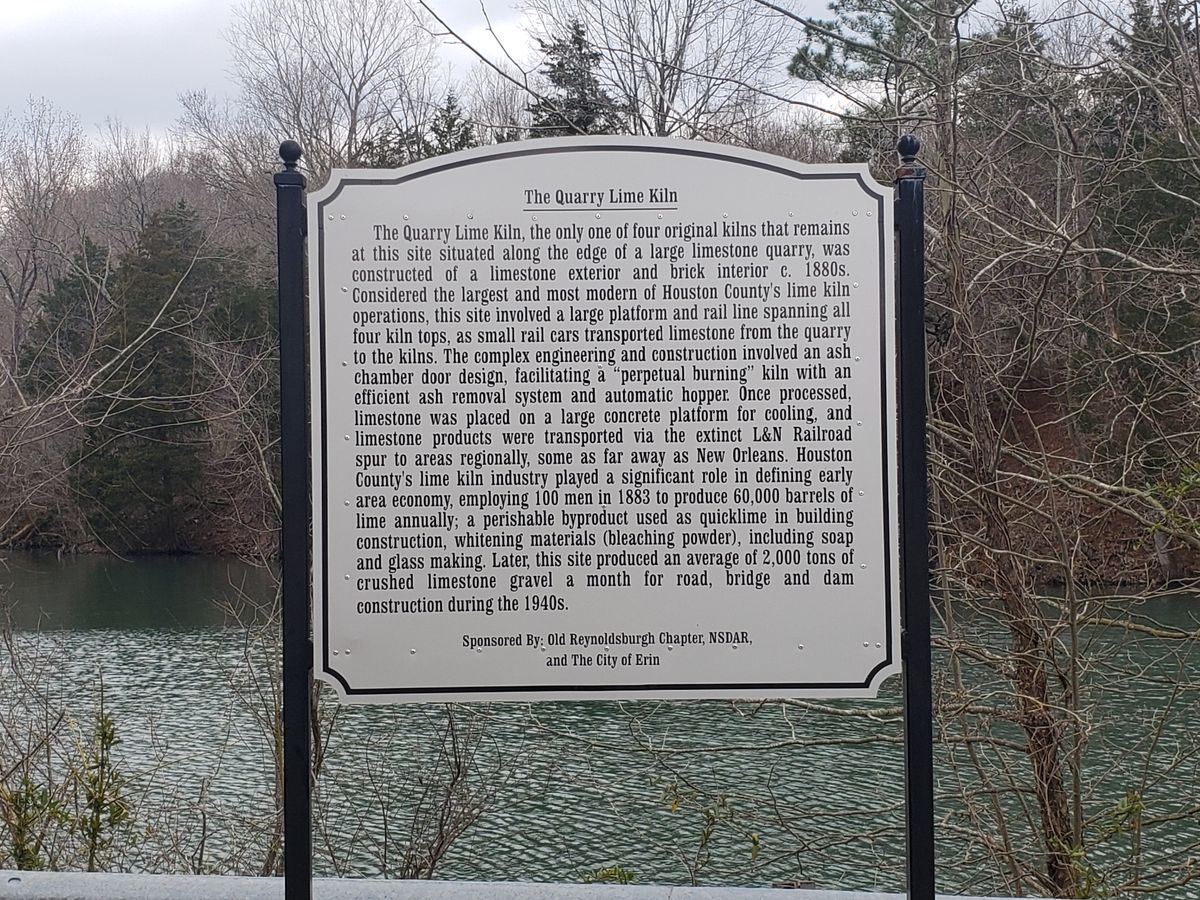 The Quarry Lime Kiln
The Quarry Lime Kiln, the only one of four original kilns that remains
at this site situated along the edge of a large limestone quarry, was
constructed of a limestone exterior and brick interior c. 1880s.
Considered the largest and most modern of Houston County's lime kiln
operations, this site involved a large platform and rail line spanning all
four kiln tops, as small rail cars transported limestone from the quarry
to the kilns. The complex engineering and construction involved an ash
chamber door design, facilitating a “perpetual burning” kiln with an
efficient ash removal system and automatic hopper. Once processed,
limestone was placed on a large concrete platform for cooling, and
limestone products were transported via the extinct L&N Railroad
spur to areas regionally, some as far away as New Orleans. Houston
County's lime kiln industry played a significant role in defining early
area economy, employing 100 men in 1883 to produce 60,000 barrels of
lime annually; a perishable byproduct used as quicklime in building
construction, whitening materials (bleaching powder), including soap
and glass making. Later, this site produced an average of 2,000 tons of
crushed limestone gravel a month for road, bridge and dam
construction during the 1940s.
Sponsored By: Old Reynoldsburgh Chapter, NSDAR,
and The City of Erin